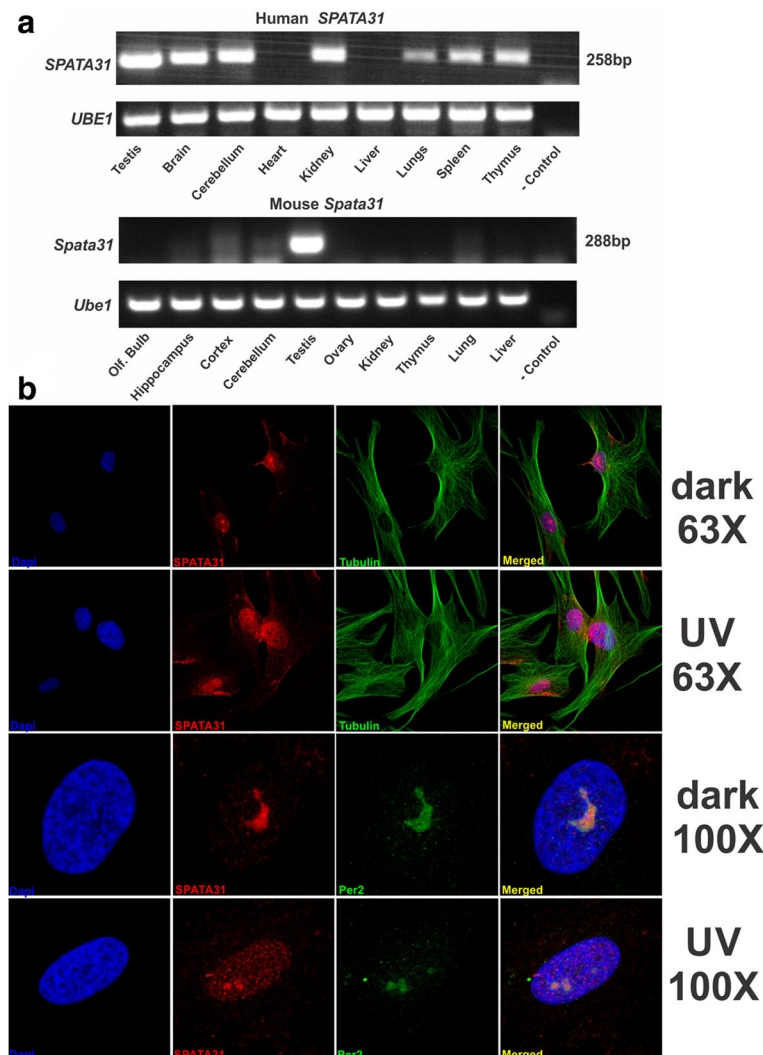 a
Human SPATA31
SPATA31
258bp
UBE1
Testis
Brain
Cerebellum
Heart
Kidney
Liver
Lungs
Spleen
Thymus
- Control
Mouse Spata31
Spata31
288bp
Ube1
Olf. Bulb
Hippocampus
Cortex
Cerebellum
Testis
Ovary
Kidney
Thymus
Lung
Liver
- Control
b
Dapi SPATA31 Tubulin Merged
dark
63X
Dapi SPATA31 Tubulin Merged
UV
63X
Dapi SPATA31 Per2 Merged
dark
100X
Dapi SPATA31 Per2 Merged
UV
100X